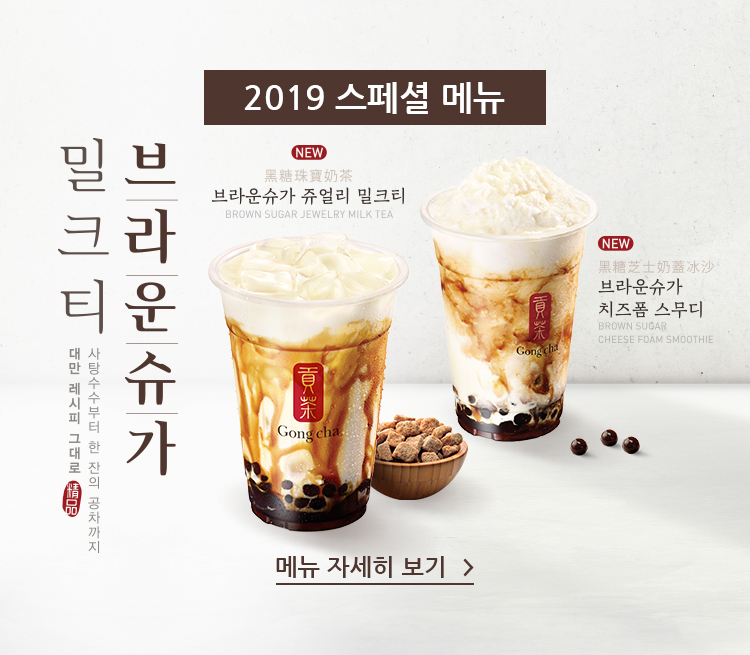 2019 스페셜 메뉴
브라운슈가
밀크티
사탕수수부터 한 잔의 공차까지
대만 레시피 그대로
精品
NEW
黑糖珠寶奶茶
브라운슈가 쥬얼리 밀크티
BROWN SUGAR JEWELRY MILK TEA
NEW
黑糖芝士奶蓋冰沙
브라운슈가
치즈폼 스무디
BROWN SUGAR
CHEESE FOAM SMOOTHIE
貢茶
Gong cha
貢茶
Gong cha
메뉴 자세히 보기 >